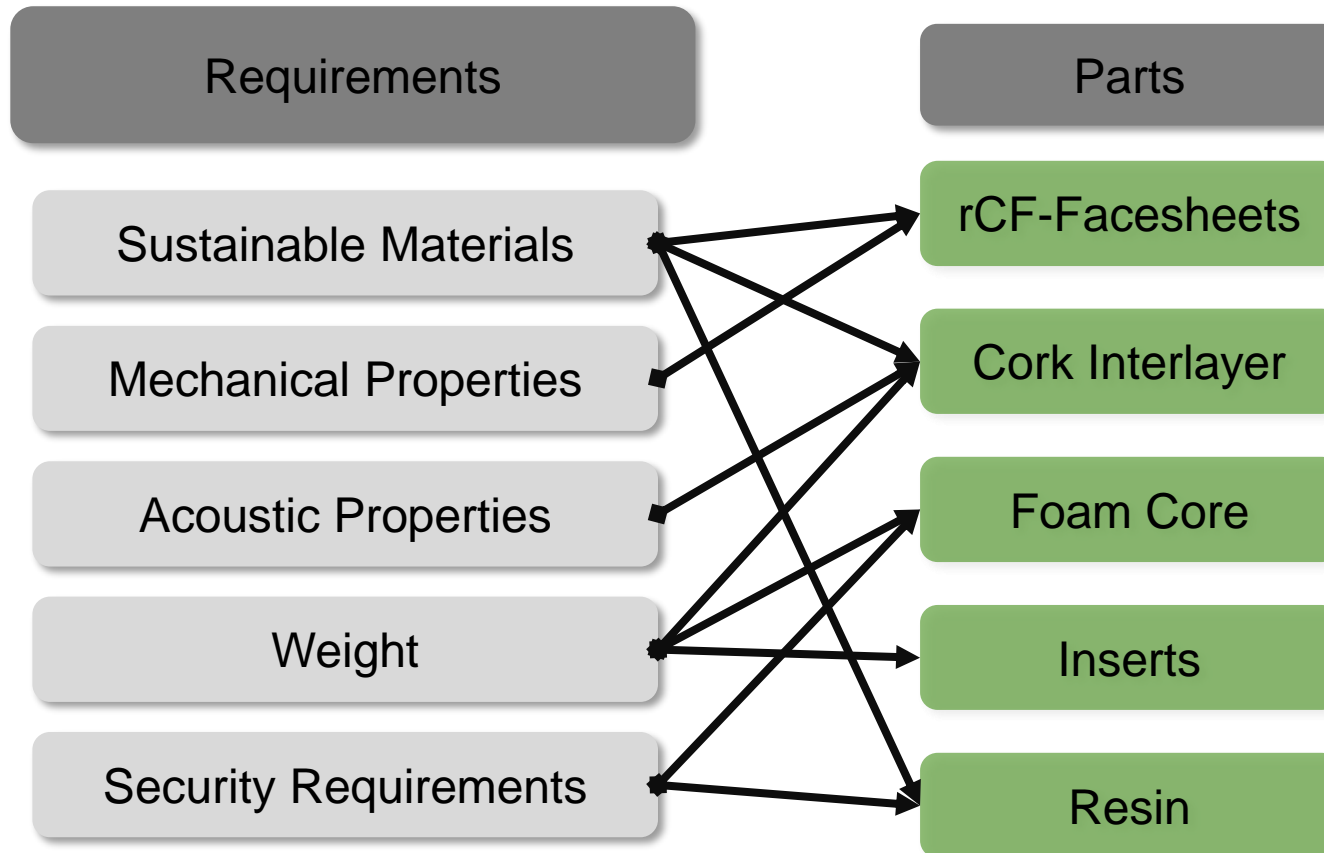 Requirements
Parts
Sustainable Materials
rCF-Facesheets
Mechanical Properties
Cork Interlayer
Acoustic Properties
Foam Core
Weight
Inserts
Security Requirements
Resin